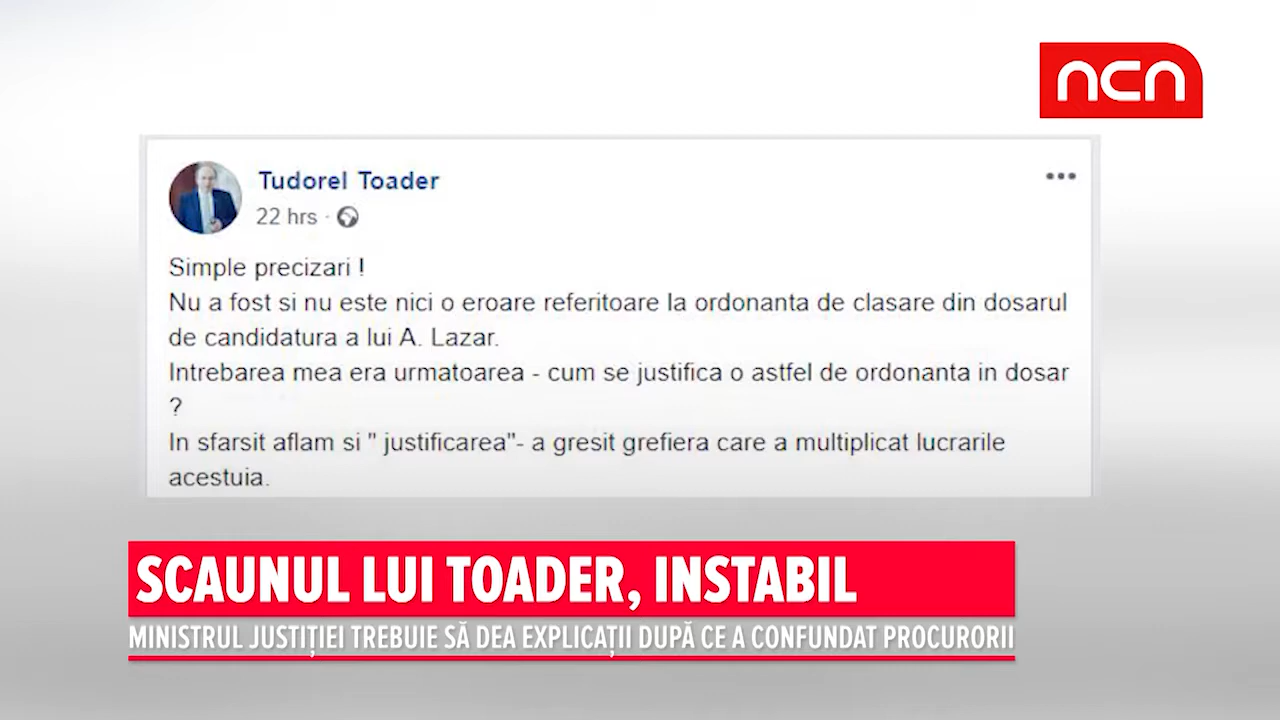 ncn
Tudorel Toader
22 hrs ·
Simple precizari !
Nu a fost si nu este nici o eroare referitoare la ordonanta de clasare din dosarul
de candidatura a lui A. Lazar.
Intrebarea mea era urmatoarea - cum se justifica o astfel de ordonanta in dosar
?
In sfarsit aflam si " justificarea"- a gresit grefiera care a multiplicat lucrarile
acestuia.
SCAUNUL LUI TOADER, INSTABIL
MINISTRUL JUSTIȚIEI TREBUIE SĂ DEA EXPLICAȚII DUPĂ CE A CONFUNDAT PROCURORII